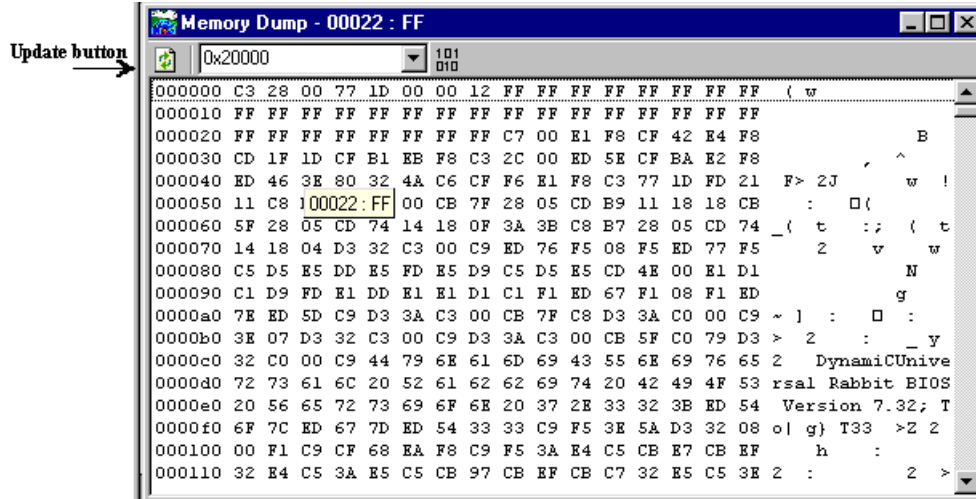 Memory Dump - 00022 : FF
Update button
0x20000
101
010
000000 C3 28 00 77 1D 00 00 12 FF FF FF FF FF FF FF FF ( w
000010 FF FF FF FF FF FF FF FF FF FF FF FF FF FF FF FF
000020 FF FF FF FF FF FF FF FF C7 00 E1 F8 CF 42 E4 F8 B
000030 CD 1F 1D CF B1 EB F8 C3 2C 00 ED 5E CF BA E2 F8 , ^
000040 ED 46 3E 80 32 4A C6 CF F6 E1 F8 C3 77 1D FD 21 F> 2J w !
000050 11 C8 00022 : FF 00 CB 7F 28 05 CD B9 11 18 18 CB : (
000060 5F 28 05 CD 74 14 18 0F 3A 3B C8 B7 28 05 CD 74 _( t :; ( t
000070 14 18 04 D3 32 C3 00 C9 ED 76 F5 08 F5 ED 77 F5 2 v w
000080 C5 D5 E5 DD E5 FD E5 D9 C5 D5 E5 CD 4E 00 E1 D1 N
000090 C1 D9 FD E1 DD E1 E1 D1 C1 F1 ED 67 F1 08 F1 ED g
0000a0 7E ED 5D C9 D3 3A C3 00 CB 7F C8 D3 3A C0 00 C9 ~ ] : :
0000b0 3E 07 D3 32 C3 00 C9 D3 3A C3 00 CB 5F C0 79 D3 > 2 : _ y
0000c0 32 C0 00 C9 44 79 6E 61 6D 69 43 55 6E 69 76 65 2 DynamiCUnive
0000d0 72 73 61 6C 20 52 61 62 62 69 74 20 42 49 4F 53 rsal Rabbit BIOS
0000e0 20 56 65 72 73 69 6F 6E 20 37 2E 33 32 3B ED 54 Version 7.32; T
0000f0 6F 7C ED 67 7D ED 54 33 33 C9 F5 3E 5A D3 32 08 o| g} T33 >Z 2
000100 00 F1 C9 CF 68 EA F8 C9 F5 3A E4 C5 CB E7 CB EF h :
000110 32 E4 C5 3A E5 C5 CB 97 CB EF CB C7 32 E5 C5 3E 2 : 2 >